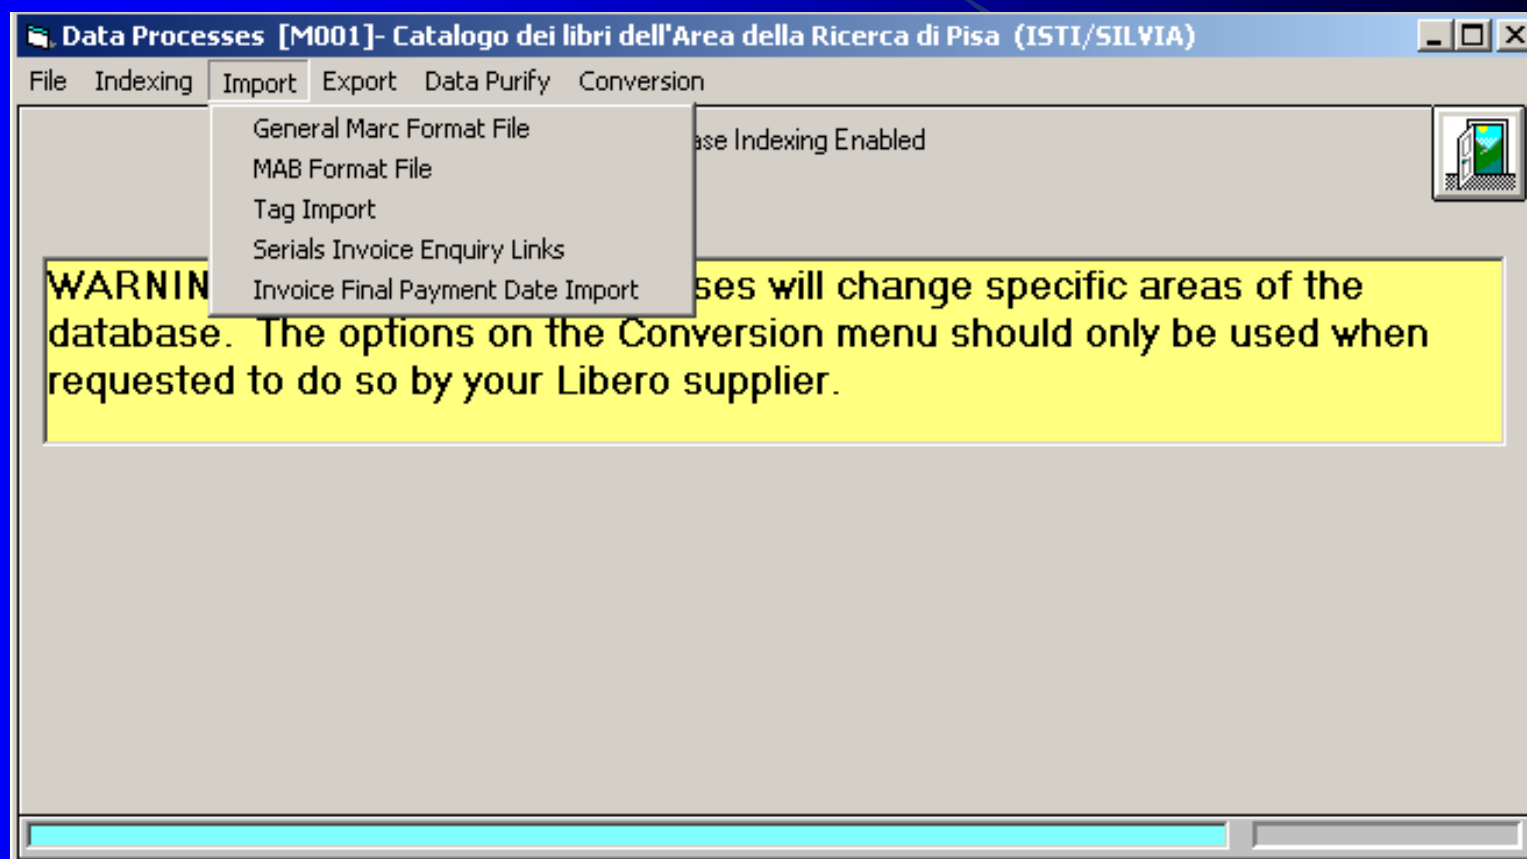 Data Processes [M001]- Catalogo dei libri dell'Area della Ricerca di Pisa (ISTI/SILVIA)
File Indexing Import Export Data Purify Conversion
General Marc Format File
MAB Format File
Tag Import
Serials Invoice Enquiry Links
Invoice Final Payment Date Import
Indexing Enabled
will change specific areas of the
database. The options on the Conversion menu should only be used when
requested to do so by your Libero supplier.